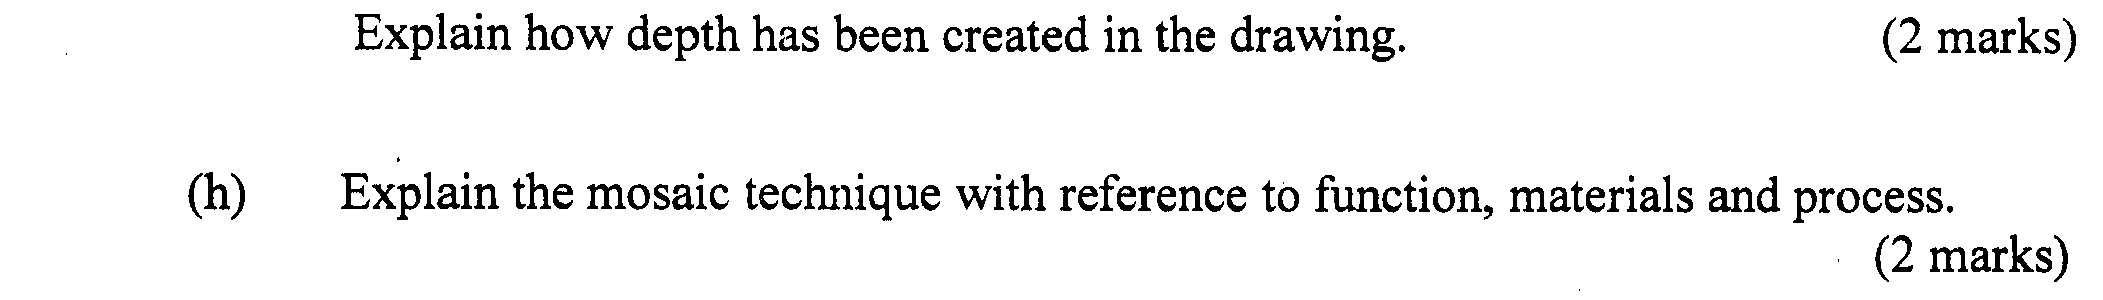 Explain how depth has been created in the drawing. (2 marks)
(h) Explain the mosaic technique with reference to function, materials and process.
(2 marks)